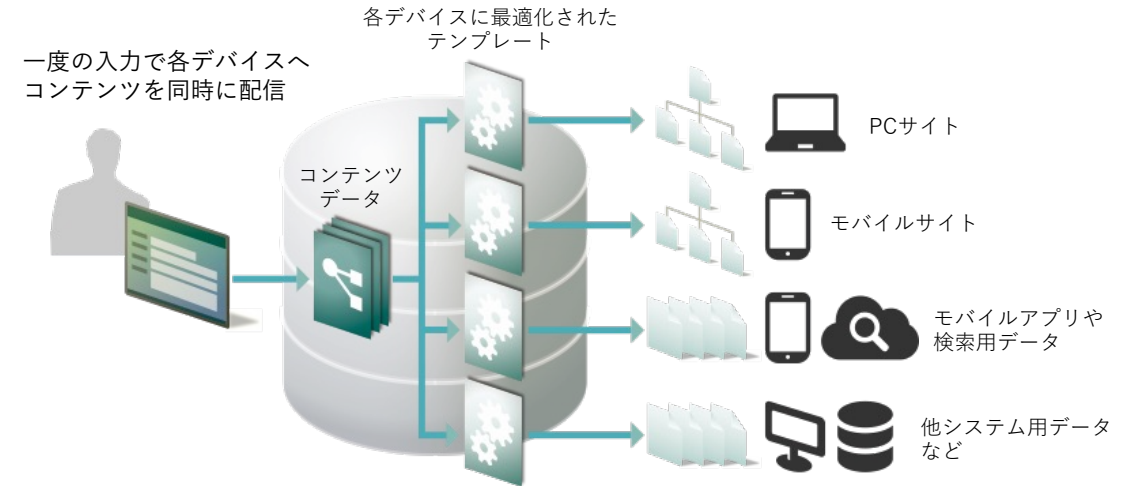 各デバイスに最適化された
テンプレート
一度の入力で各デバイスへ
コンテンツを同時に配信
コンテンツ
データ
PCサイト
モバイルサイト
モバイルアプリや
検索用データ
他システム用データ
など